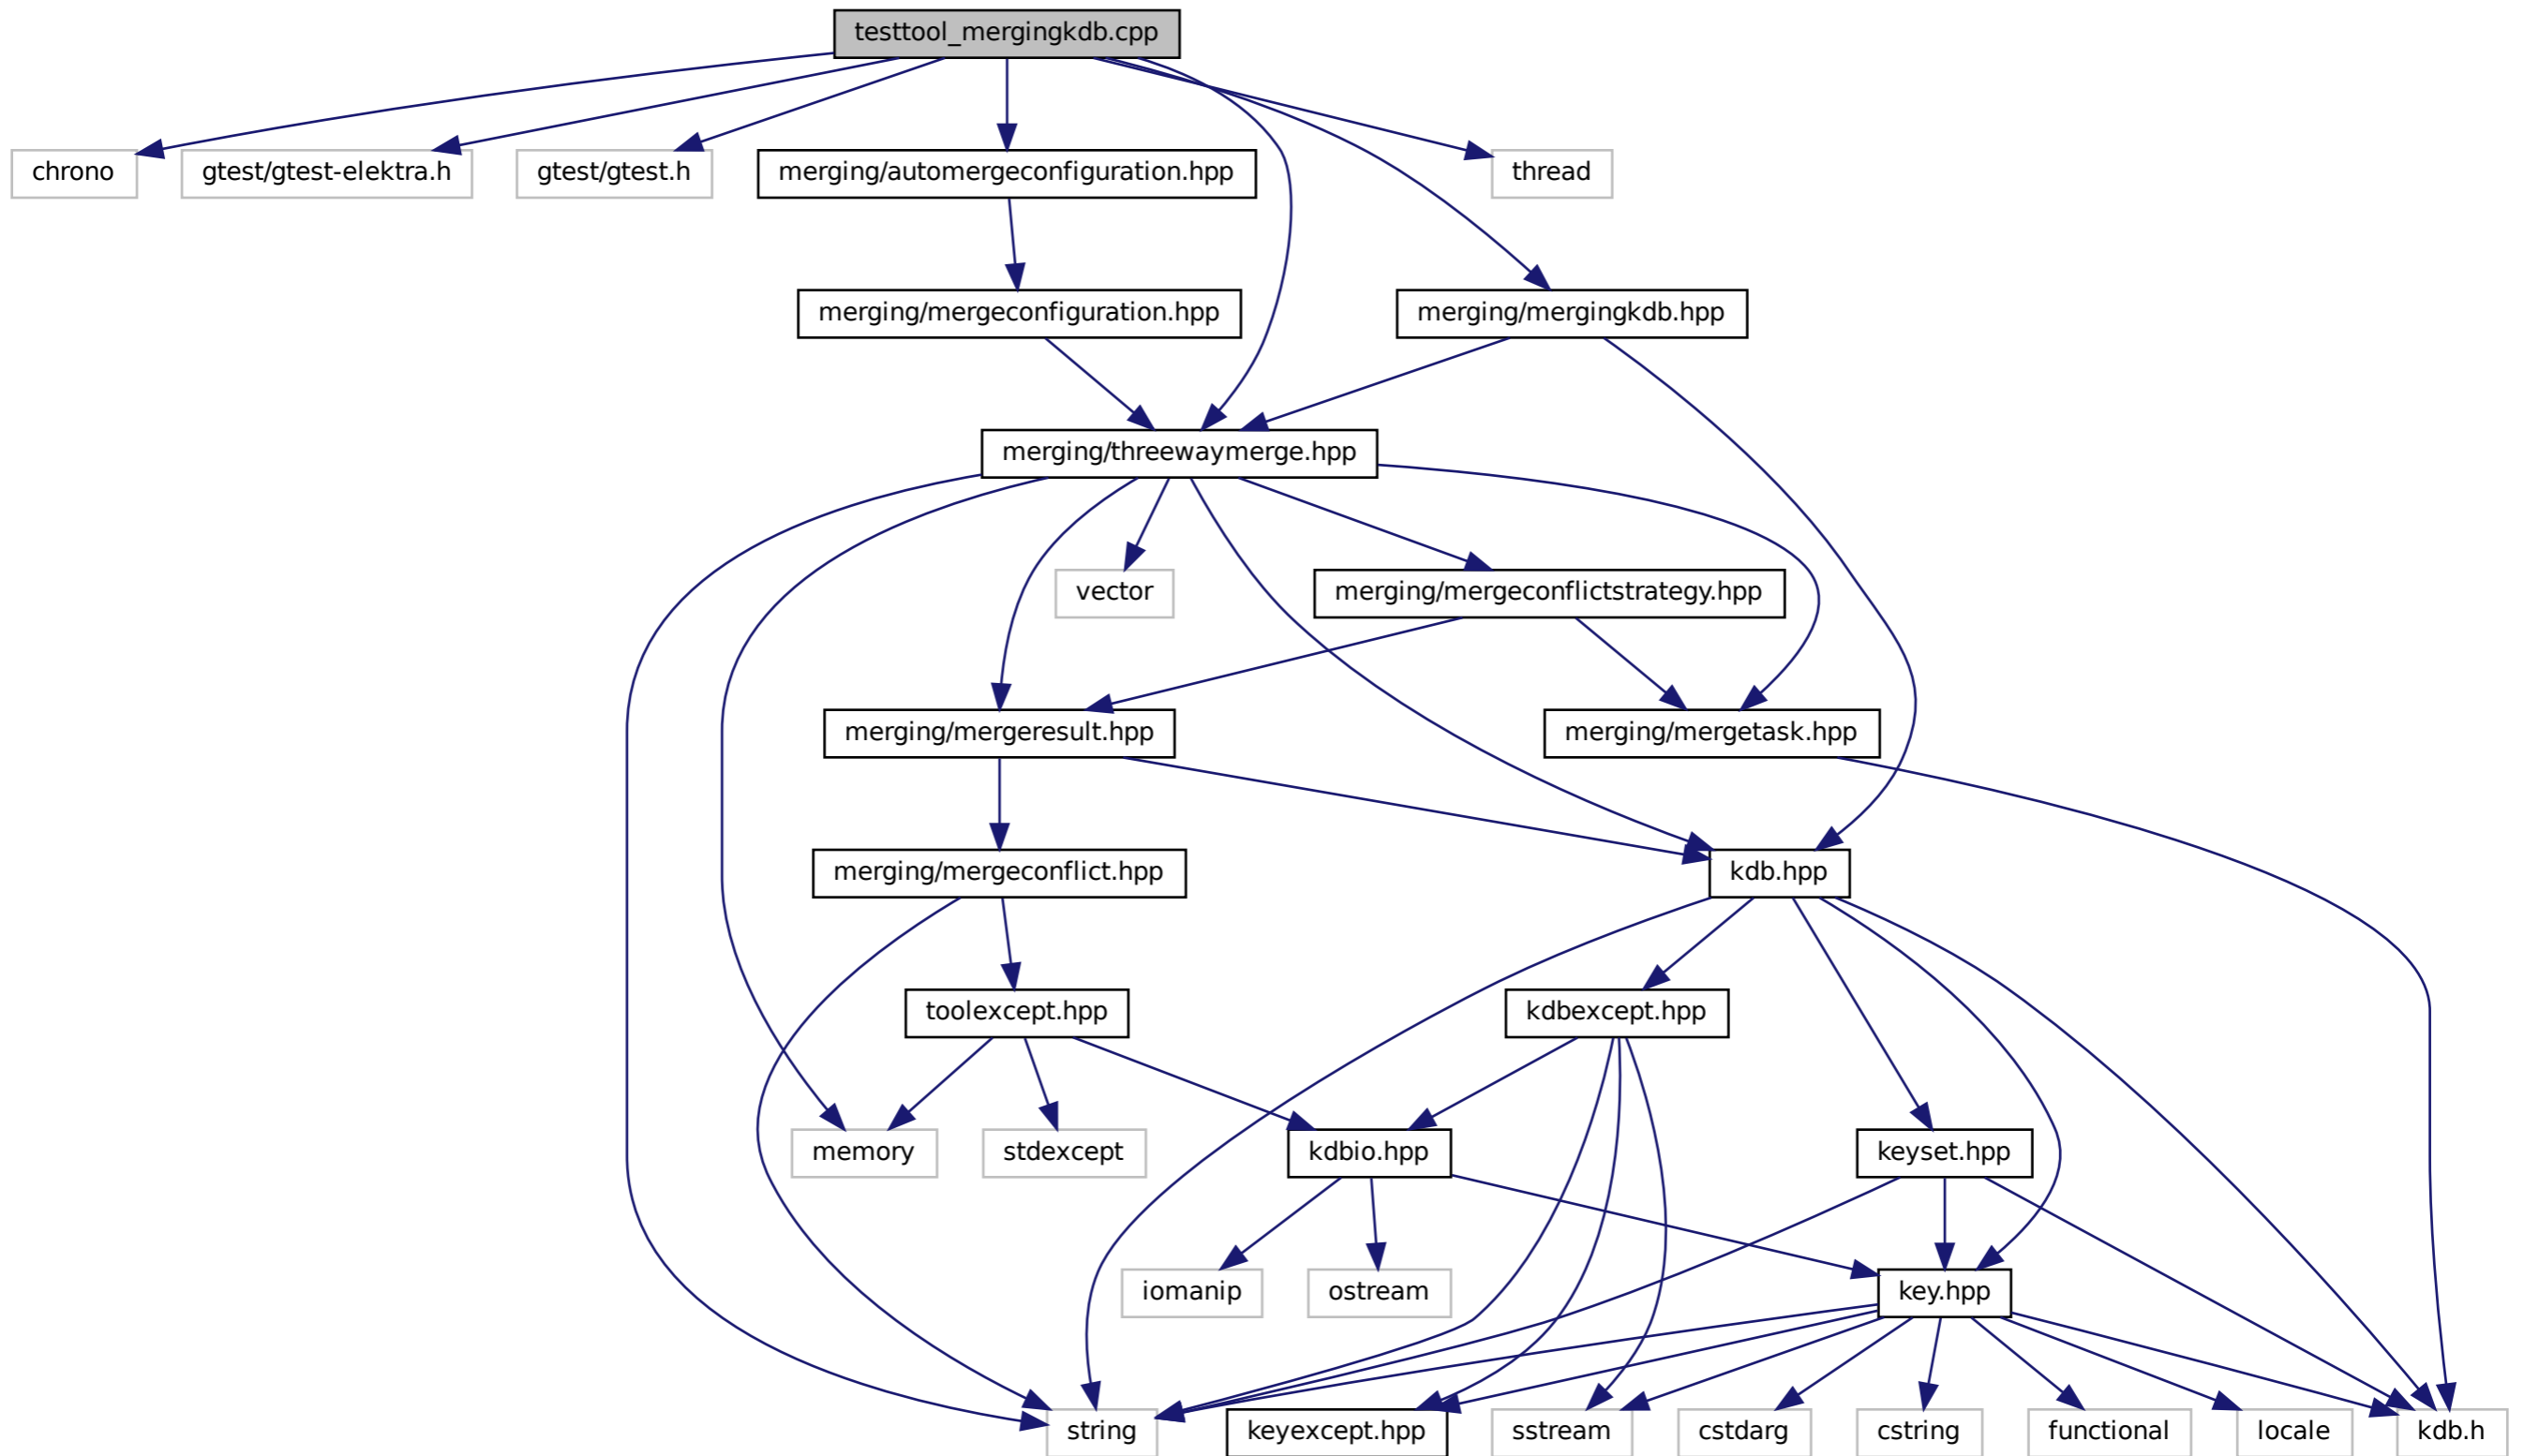 testtool_mergingkdb.cpp
chrono
gtest/gtest-elektra.h
gtest/gtest.h
merging/automergeconfiguration.hpp
thread
merging/mergeconfiguration.hpp
merging/mergingkdb.hpp
merging/threewaymerge.hpp
vector
merging/mergeconflictstrategy.hpp
merging/mergeresult.hpp
merging/mergetask.hpp
merging/mergeconflict.hpp
kdb.hpp
toolexcept.hpp
kdbexcept.hpp
memory
stdexcept
kdbio.hpp
keyset.hpp
iomanip
ostream
key.hpp
string
keyexcept.hpp
sstream
cstdarg
cstring
functional
locale
kdb.h